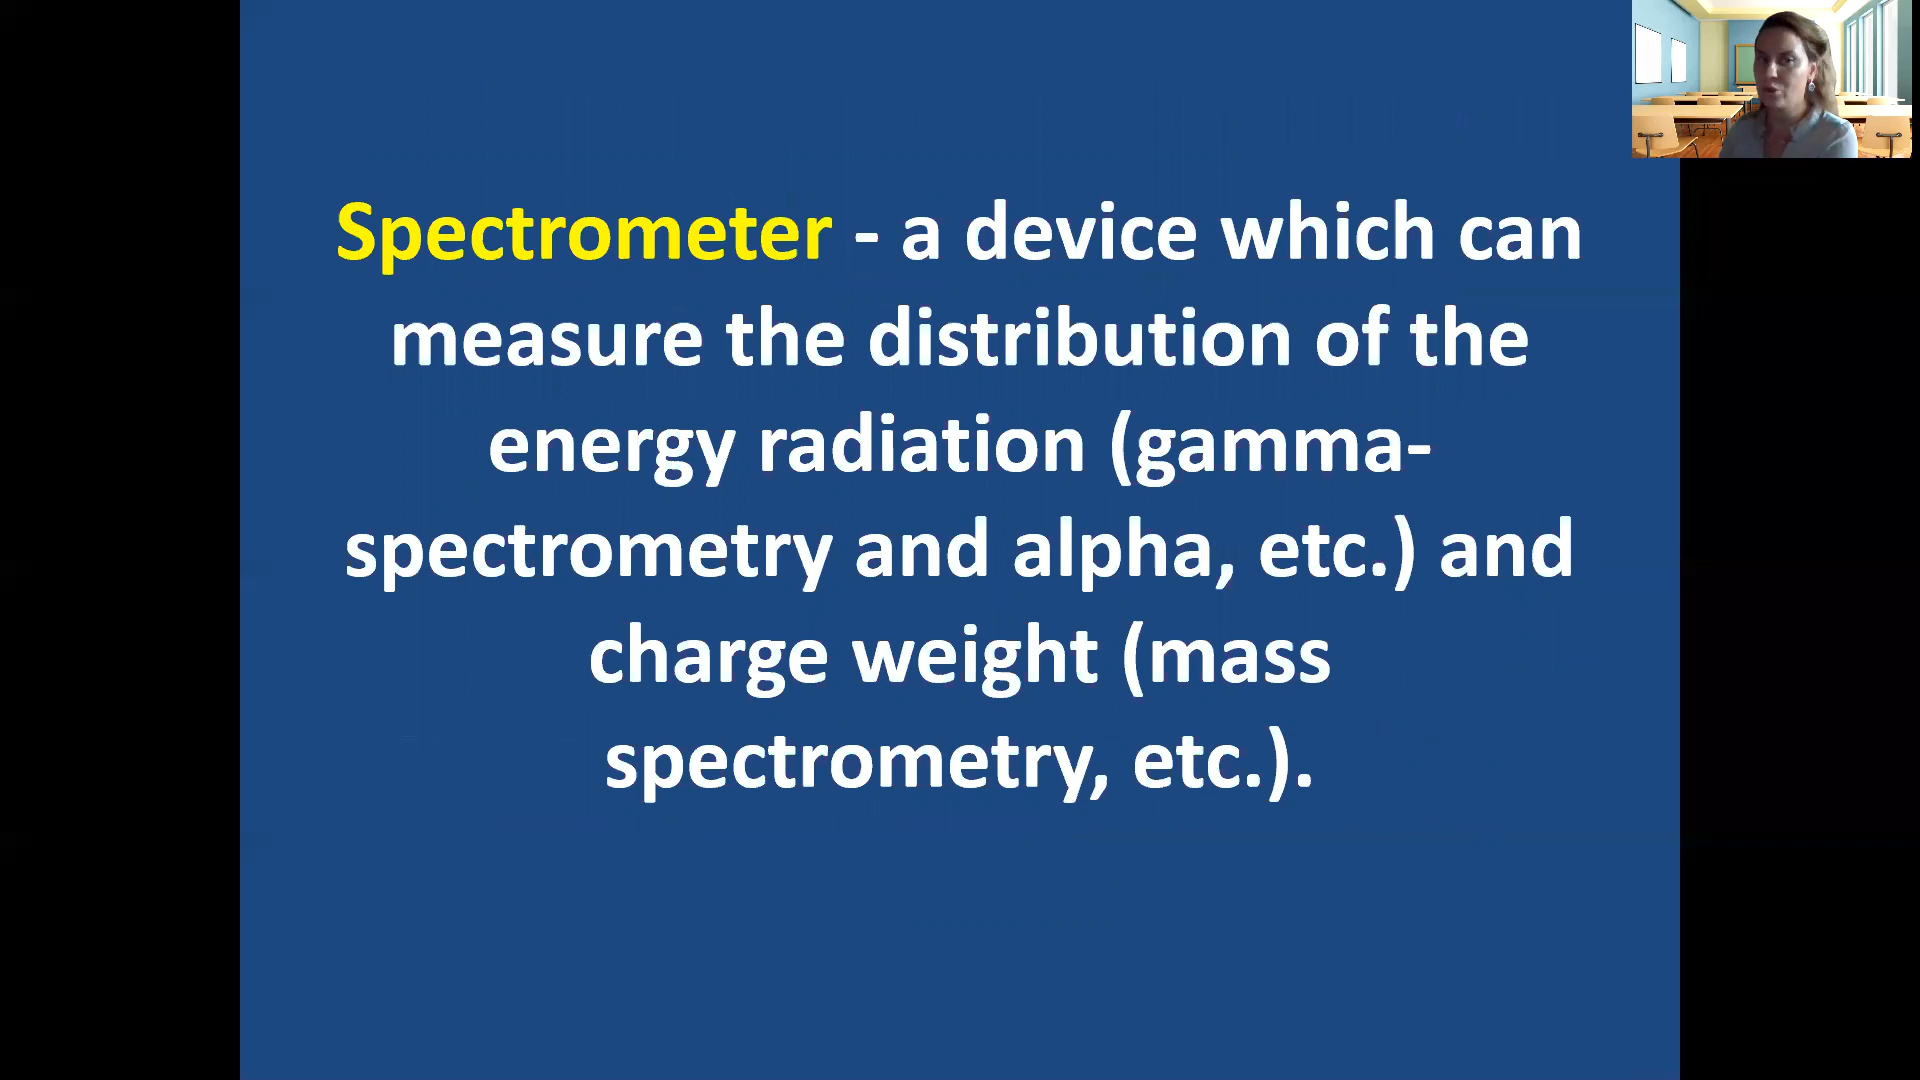 Spectrometer - a device which can
measure the distribution of the
energy radiation (gamma-
spectrometry and alpha, etc.) and
charge weight (mass
spectrometry, etc.).